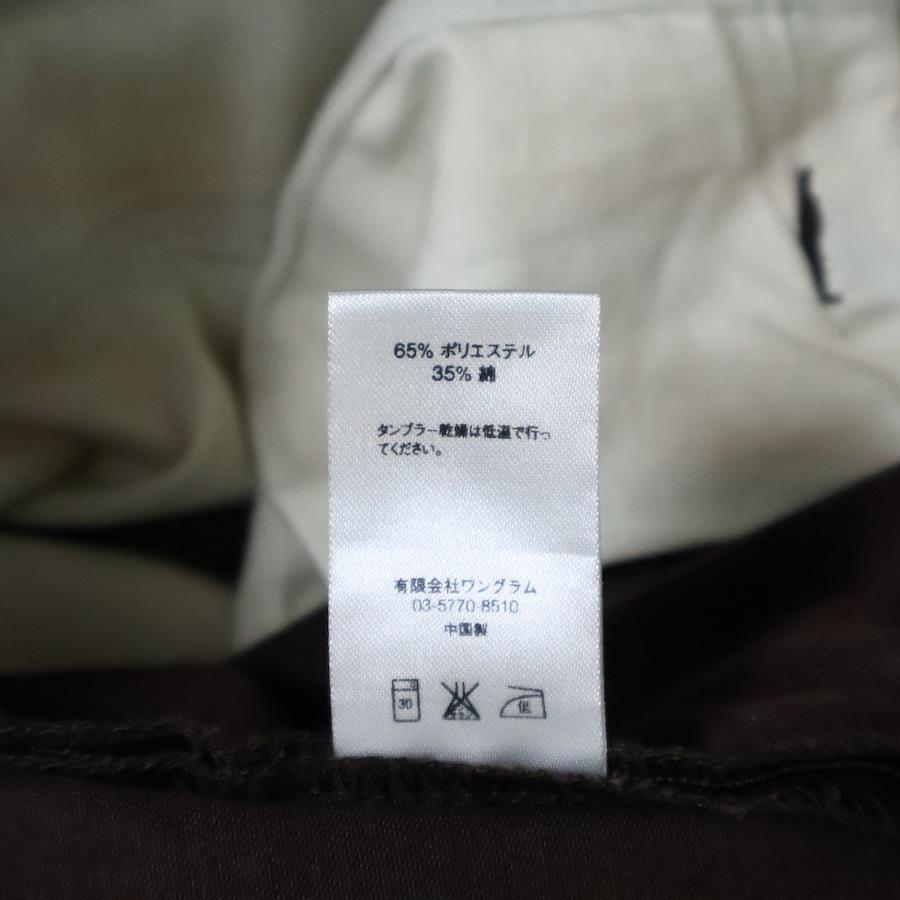 65% ポリエステル
35% 綿
タンブラー乾燥は低温で行っ
てください。
有限会社ワングラム
03-5770-8510
中国製
30
低